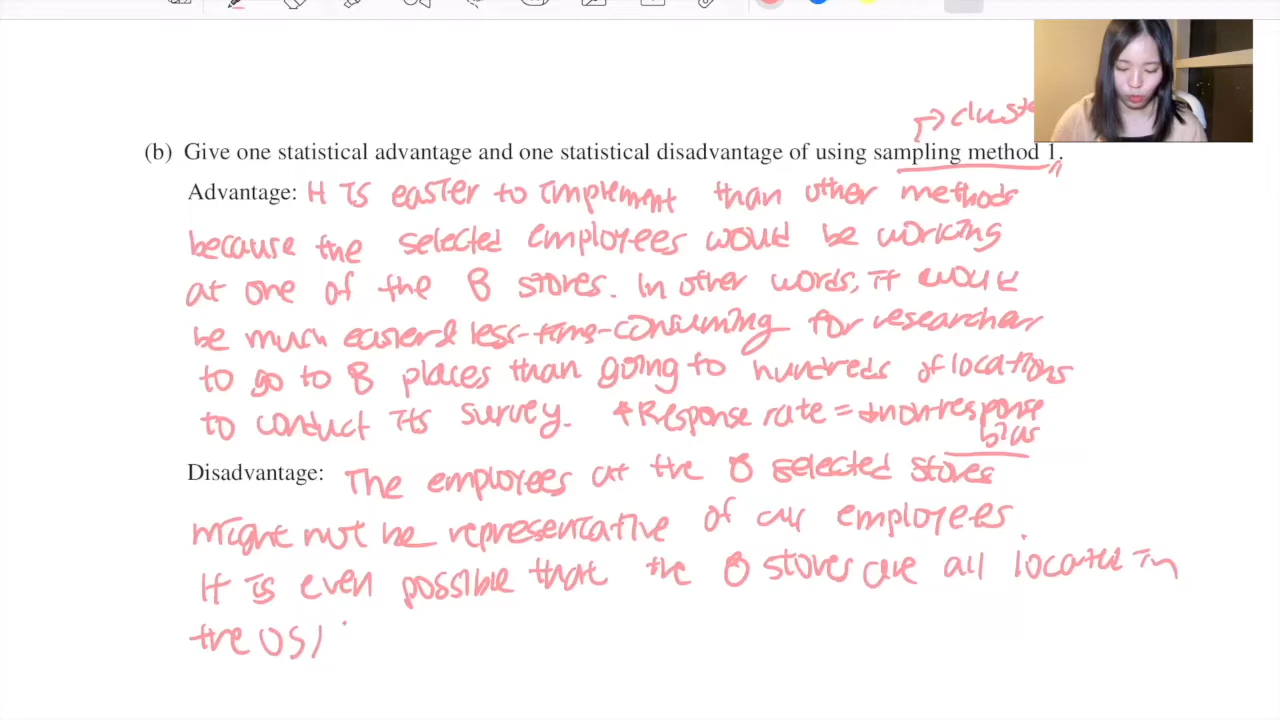 → cluste
(b) Give one statistical advantage and one statistical disadvantage of using sampling method 1.
Advantage: It is easier to implement than other methods
because the selected employees would be working
at one of the 8 stores. In other words, it would
be much easier & less-time-consuming for researcher
to go to 8 places than going to hundreds of locations
to conduct its survey. *Response rate = ↓non-response
bias
Disadvantage: The employees at the 8 selected stores
might not be representative of all employees.
It is even possible that the 8 stores are all located in
the US/